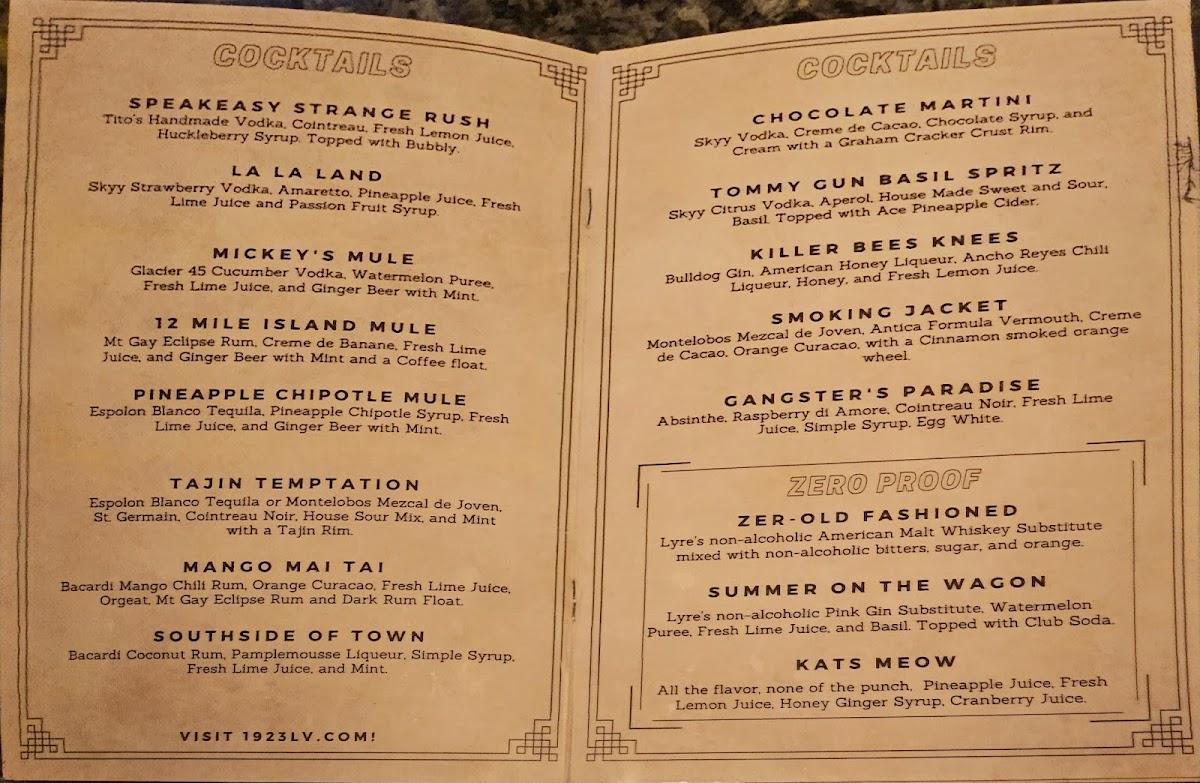 COCKTAILS
SPEAKEASY STRANGE RUSH
Tito's Handmade Vodka, Cointreau, Fresh Lemon Juice,
Huckleberry Syrup. Topped with Bubbly.
LA LA LAND
Skyy Strawberry Vodka, Amaretto, Pineapple Juice, Fresh
Lime Juice and Passion Fruit Syrup.
MICKEY'S MULE
Glacier 45 Cucumber Vodka, Watermelon Puree,
Fresh Lime Juice, and Ginger Beer with Mint.
12 MILE ISLAND MULE
Mt Gay Eclipse Rum, Creme de Banane, Fresh Lime
Juice, and Ginger Beer with Mint and a Coffee float.
PINEAPPLE CHIPOTLE MULE
Espolon Blanco Tequila, Pineapple Chipotle Syrup, Fresh
Lime Juice, and Ginger Beer with Mint.
TAJIN TEMPTATION
Espolon Blanco Tequila or Montelobos Mezcal de Joven,
St. Germain, Cointreau Noir, House Sour Mix, and Mint
with a Tajin Rim.
MANGO MAI TAI
Bacardi Mango Chili Rum, Orange Curacao, Fresh Lime Juice,
Orgeat, Mt Gay Eclipse Rum and Dark Rum Float.
SOUTHSIDE OF TOWN
Bacardi Coconut Rum, Pamplemousse Liqueur, Simple Syrup,
Fresh Lime Juice, and Mint.
VISIT 1923LV.COM!
COCKTAILS
CHOCOLATE MARTINI
Skyy Vodka, Creme de Cacao, Chocolate Syrup, and
Cream with a Graham Cracker Crust Rim.
TOMMY GUN BASIL SPRITZ
Skyy Citrus Vodka, Aperol, House Made Sweet and Sour,
Basil. Topped with Ace Pineapple Cider.
KILLER BEES KNEES
Bulldog Gin, American Honey Liqueur, Ancho Reyes Chili
Liqueur, Honey, and Fresh Lemon Juice.
SMOKING JACKET
Montelobos Mezcal de Joven, Antica Formula Vermouth, Creme
de Cacao, Orange Curacao, with a Cinnamon smoked orange
wheel.
GANGSTER'S PARADISE
Absinthe, Raspberry di Amore, Cointreau Noir, Fresh Lime
Juice, Simple Syrup, Egg White.
ZERO PROOF
ZER-OLD FASHIONED
Lyre's non-alcoholic American Malt Whiskey Substitute
mixed with non-alcoholic bitters, sugar, and orange.
SUMMER ON THE WAGON
Lyre's non-alcoholic Pink Gin Substitute, Watermelon
Puree, Fresh Lime Juice, and Basil. Topped with Club Soda.
KATS MEOW
All the flavor, none of the punch, Pineapple Juice, Fresh
Lemon Juice, Honey Ginger Syrup, Cranberry Juice.